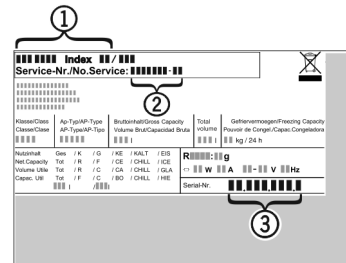 1
Index /
Service-Nr./No.Service: -
2
Klasse/Class
Classe/Clase
Ap-Typ/AP-Type
AP-Type/AP-Tipo
Bruttoinhalt/Gross Capacity
Volume Brut/Capacidad Bruta
l
Total
volume
l
Gefriervermoegen/Freezing Capacity
Pouvoir de Congel./Capac.Congeladora
kg / 24 h
Nutzinhalt Ges / K / G / KE / KALT / EIS
Net.Capacity Tot / R / F / CE / CHILL / ICE
Volume Utile Tot / R / C / CA / CHILL / GLA
Capac. Util Tot / F / C / BO / CHILL / HIE
l / l
R : g
W A - V Hz
Serial-Nr.
3